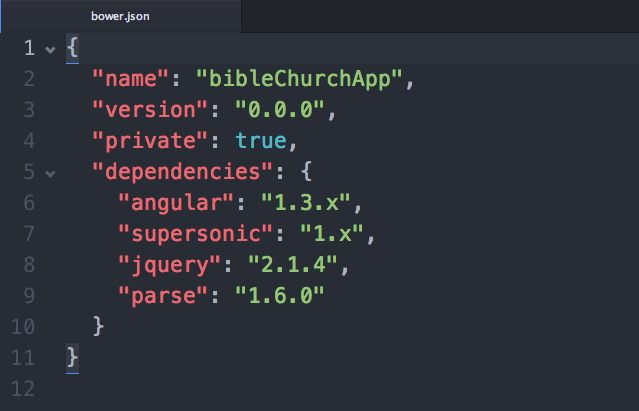 bower.json
1 {
2 "name": "bibleChurchApp",
3 "version": "0.0.0",
4 "private": true,
5 "dependencies": {
6 "angular": "1.3.x",
7 "supersonic": "1.x",
8 "jquery": "2.1.4",
9 "parse": "1.6.0"
10 }
11 }
12